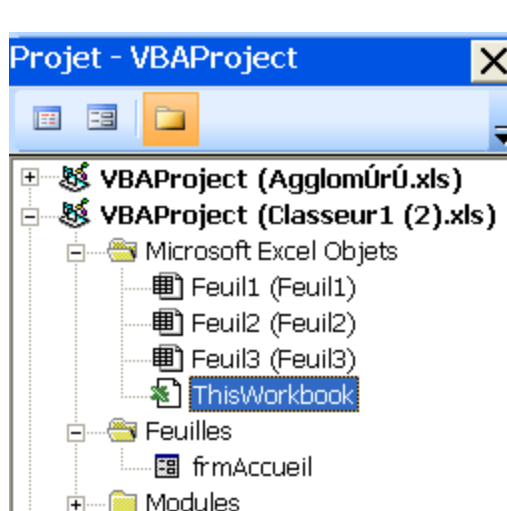 Projet - VBAProject
VBAProject (AgglomÚrÚ.xls)
VBAProject (Classeur1 (2).xls)
Microsoft Excel Objets
Feuil1 (Feuil1)
Feuil2 (Feuil2)
Feuil3 (Feuil3)
ThisWorkbook
Feuilles
frmAccueil
Modules